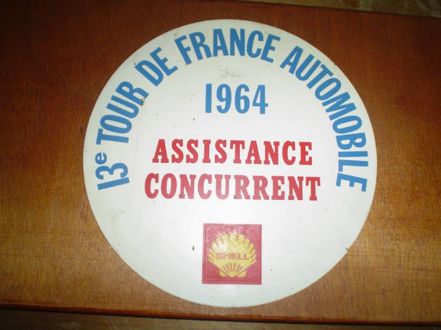 13e TOUR DE FRANCE AUTOMOBILE
1964
ASSISTANCE
CONCURRENT
SHELL